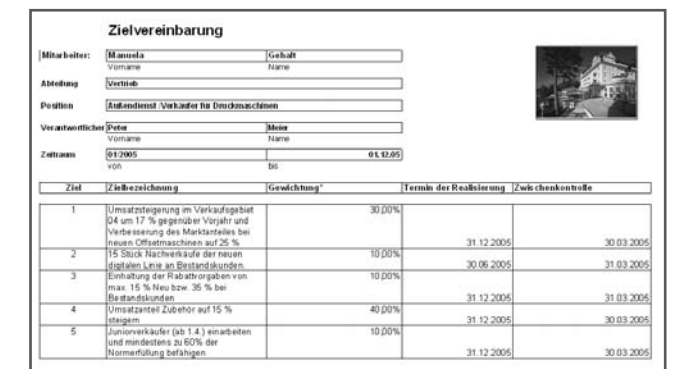 Zielvereinbarung
Mitarbeiter: Manuela Gehalt
Vorname Name
Abteilung Vertrieb
Position Außendienst /Verkäufer für Druckmaschinen
Verantwortlicher Peter Meier
Vorname Name
Zeitraum 01/2005 01.12.05
von bis
Ziel Zielbezeichnung Gewichtung* Termin der Realisierung Zwischenkontrolle
1 Umsatzsteigerung im Verkaufsgebiet 30,00%
04 um 17 % gegenüber Vorjahr und
Verbesserung des Marktanteiles bei
neuen Offsetmaschinen auf 25 % 31.12.2005 30.03.2005
2 15 Stück Nachverkäufe der neuen 10,00%
digitalen Linie an Bestandskunden. 30.06.2005 31.03.2005
3 Einhaltung der Rabattvorgaben von 10,00%
max. 15 % Neu bzw. 35 % bei
Bestandskunden 31.12.2005 31.03.2005
4 Umsatzanteil Zubehör auf 15 % 40,00%
steigern 31.12.2005 30.03.2005
5 Juniorverkäufer (ab 1.4.) einarbeiten 10,00%
und mindestens zu 60% der
Normerfüllung befähigen 31.12.2005 30.03.2005